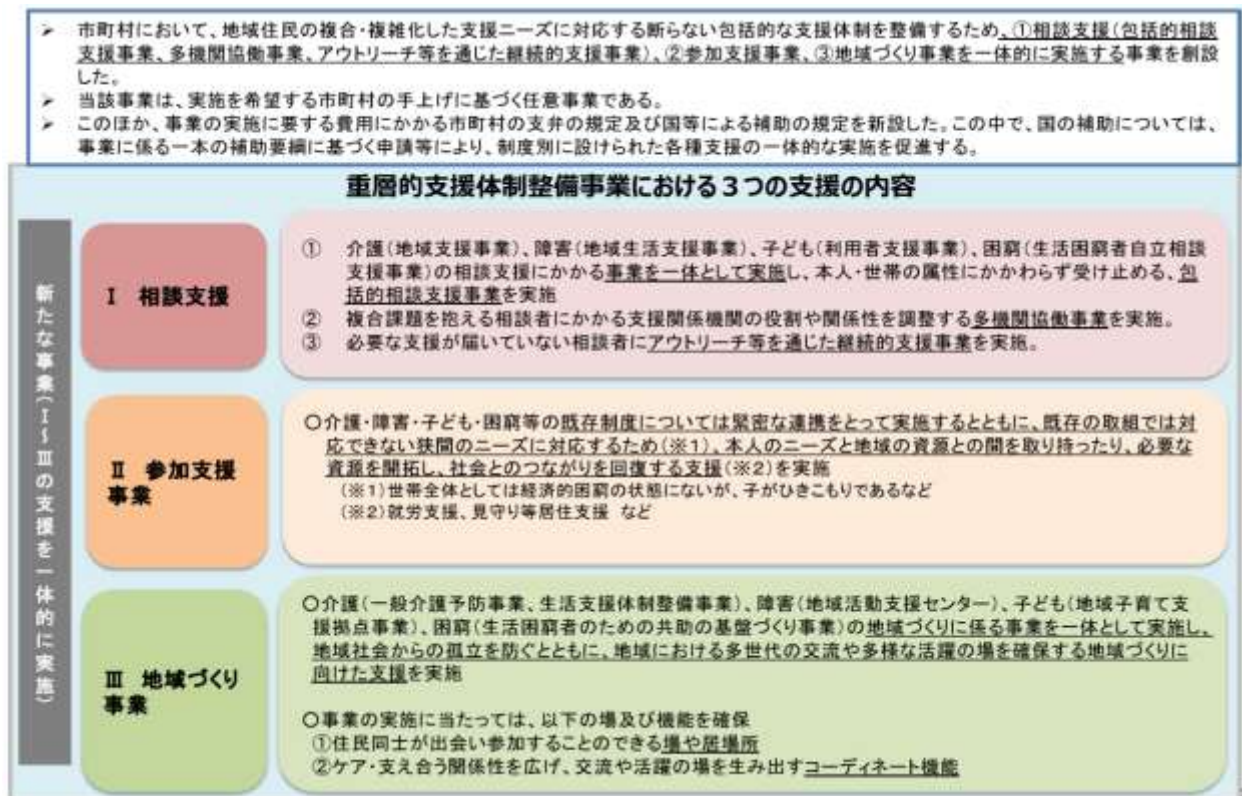 ➢ 市町村において、地域住民の複合・複雑化した支援ニーズに対応する断らない包括的な支援体制を整備するため、①相談支援(包括的相談
支援事業、多機関協働事業、アウトリーチ等を通じた継続的支援事業)、②参加支援事業、③地域づくり事業を一体的に実施する事業を創設
した。
➢ 当該事業は、実施を希望する市町村の手上げに基づく任意事業である。
➢ このほか、事業の実施に要する費用にかかる市町村の支弁の規定及び国等による補助の規定を新設した。この中で、国の補助については、
事業に係る一本の補助要綱に基づく申請等により、制度別に設けられた各種支援の一体的な実施を促進する。
重層的支援体制整備事業における3つの支援の内容
新たな事業(Ⅰ~Ⅲの支援を一体的に実施)
Ⅰ 相談支援
① 介護(地域支援事業)、障害(地域生活支援事業)、子ども(利用者支援事業)、困窮(生活困窮者自立相談
支援事業)の相談支援にかかる事業を一体として実施し、本人・世帯の属性にかかわらず受け止める、包
括的相談支援事業を実施
② 複合課題を抱える相談者にかかる支援関係機関の役割や関係性を調整する多機関協働事業を実施。
③ 必要な支援が届いていない相談者にアウトリーチ等を通じた継続的支援事業を実施。
Ⅱ 参加支援
事業
○介護・障害・子ども・困窮等の既存制度については緊密な連携をとって実施するとともに、既存の取組では対
応できない狭間のニーズに対応するため(※1)、本人のニーズと地域の資源との間を取り持ったり、必要な
資源を開拓し、社会とのつながりを回復する支援(※2)を実施
(※1)世帯全体としては経済的困窮の状態にないが、子がひきこもりであるなど
(※2)就労支援、見守り等居住支援 など
Ⅲ 地域づくり
事業
○介護(一般介護予防事業、生活支援体制整備事業)、障害(地域活動支援センター)、子ども(地域子育て支
援拠点事業)、困窮(生活困窮者のための共助の基盤づくり事業)の地域づくりに係る事業を一体として実施し、
地域社会からの孤立を防ぐとともに、地域における多世代の交流や多様な活躍の場を確保する地域づくりに
向けた支援を実施
○事業の実施に当たっては、以下の場及び機能を確保
①住民同士が出会い参加することのできる場や居場所
②ケア・支え合う関係性を広げ、交流や活躍の場を生み出すコーディネート機能